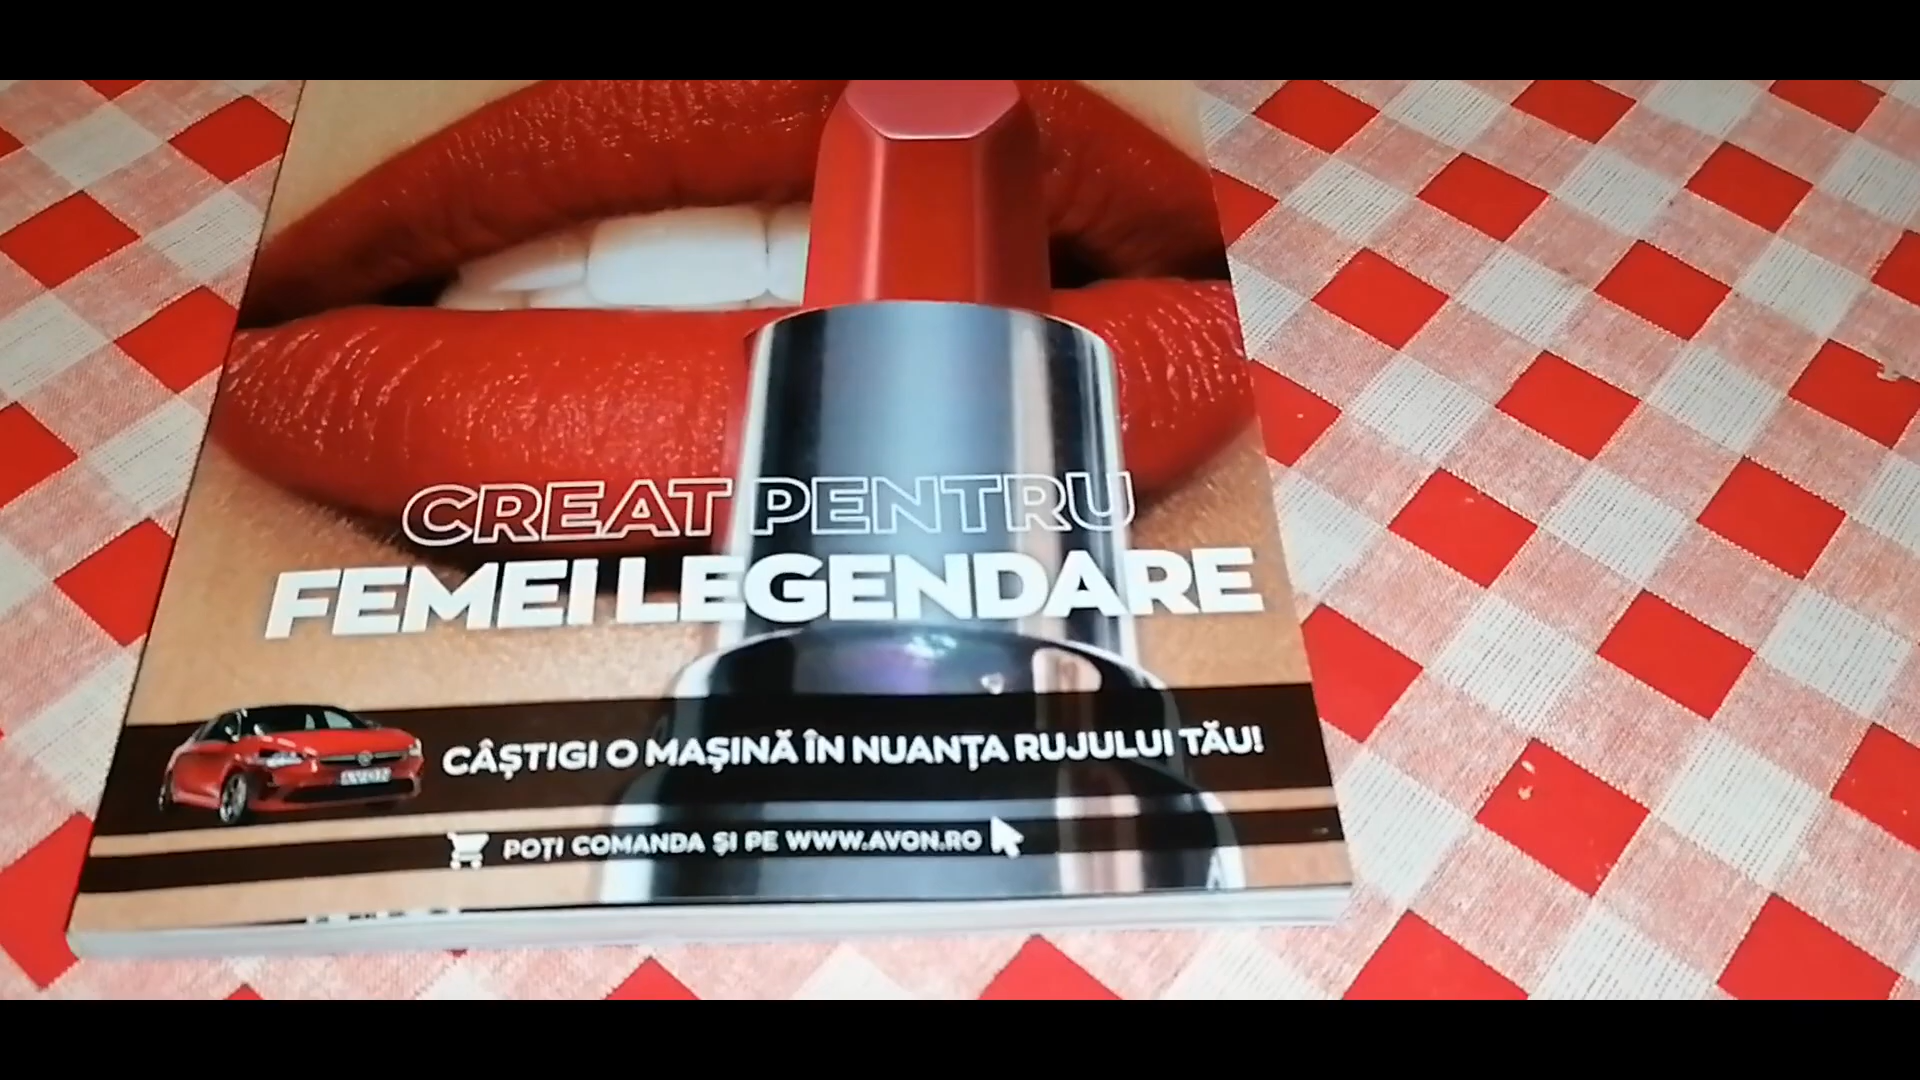 CREAT PENTRU
FEMEI LEGENDARE
CÂȘTIGI O MAȘINĂ ÎN NUANȚA RUJULUI TĂU!
POȚI COMANDA ȘI PE WWW.AVON.RO